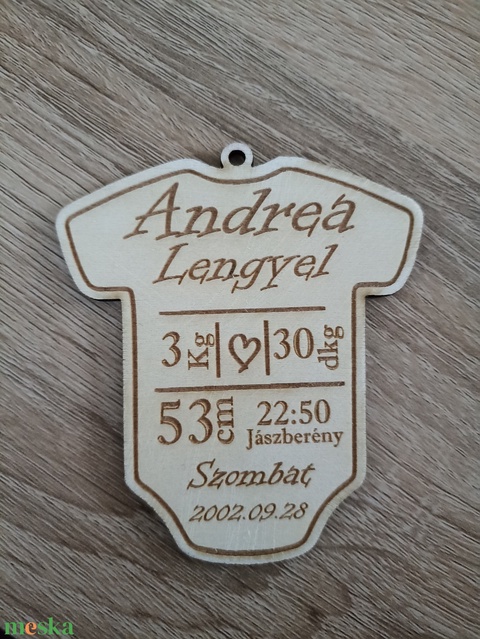 Andrea
Lengyel
3 Kg 30 dkg
53 cm 22:50
Jászberény
Szombat
2002.09.28
meska